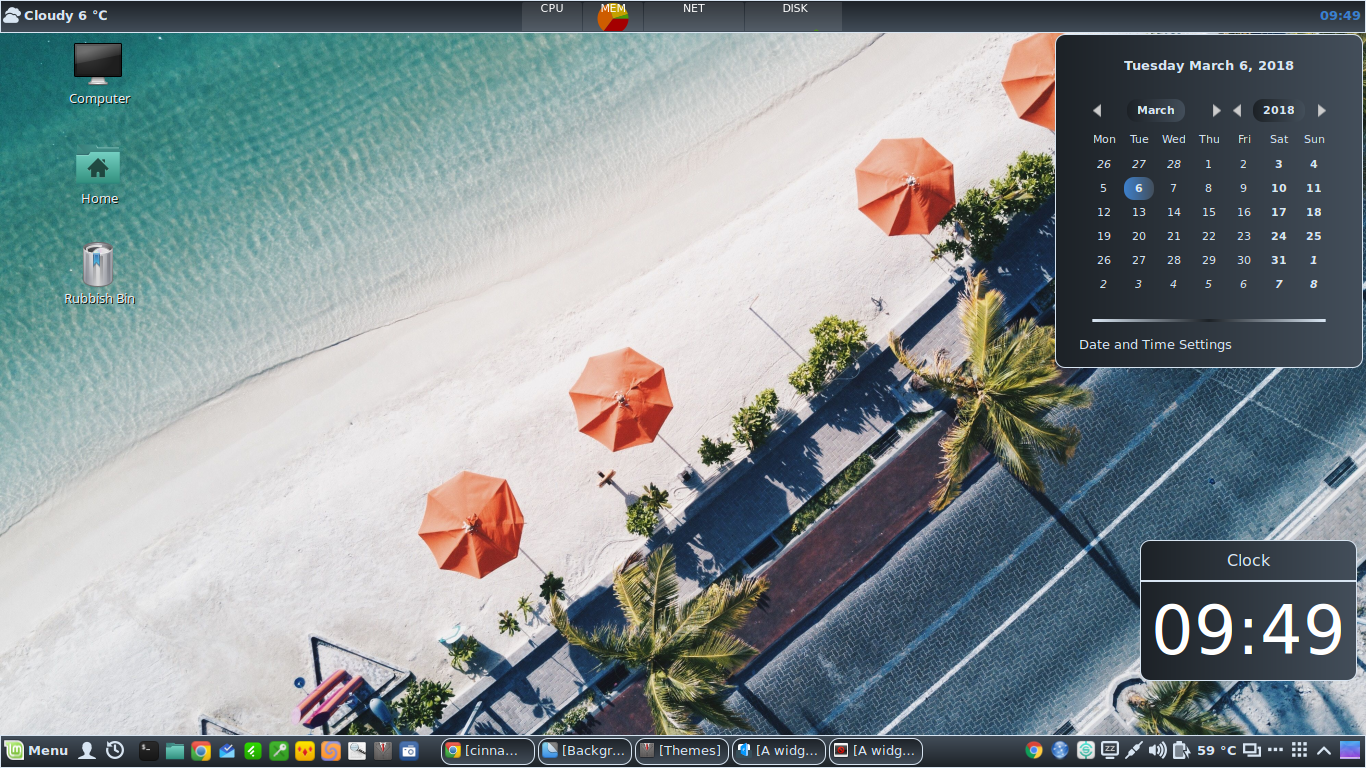 Cloudy 6 °C
CPU
MEM
NET
DISK
09:49
Computer
Home
Rubbish Bin
Tuesday March 6, 2018
March
2018
Mon Tue Wed Thu Fri Sat Sun
26 27 28 1 2 3 4
5 6 7 8 9 10 11
12 13 14 15 16 17 18
19 20 21 22 23 24 25
26 27 28 29 30 31 1
2 3 4 5 6 7 8
Date and Time Settings
Clock
09:49
Menu
$_
[cinna...
[Backgr...
[Themes]
[A widg...
[A widg...
zz
59 °C